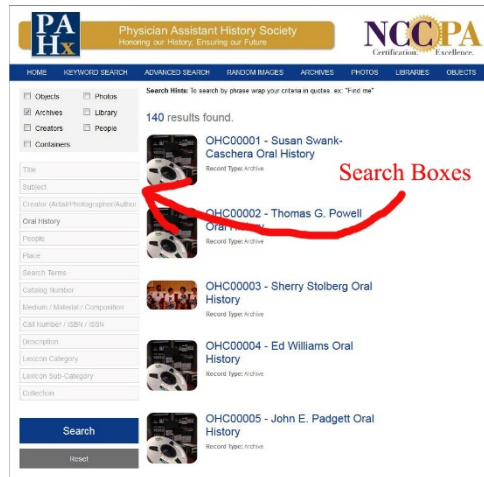 PA
Hx
Physician Assistant History Society
Honoring our History; Ensuring our Future
NCCPA
Certification. Excellence.
HOME KEYWORD SEARCH ADVANCED SEARCH RANDOM IMAGES ARCHIVES PHOTOS LIBRARIES OBJECTS
Objects Photos
Archives Library
Creators People
Containers
Title
Subject
Creator (Artist/Photographer/Author
Oral History
People
Place
Search Terms
Catalog Number
Medium / Material / Composition
Call Number / ISBN / ISSN
Description
Lexicon Category
Lexicon Sub-Category
Collection
Search
Reset
Search Hints: To search by phrase wrap your criteria in quotes. ex: "Find me"
140 results found.
OHC00001 - Susan Swank-
Caschera Oral History
Record Type: Archive
Search Boxes
OHC00002 - Thomas G. Powell
Oral History
Record Type: Archive
OHC00003 - Sherry Stolberg Oral
History
Record Type: Archive
OHC00004 - Ed Williams Oral
History
Record Type: Archive
OHC00005 - John E. Padgett Oral
History
Record Type: Archive